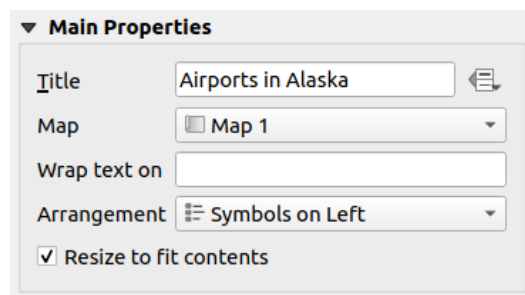 Main Properties
Title Airports in Alaska
Map Map 1
Wrap text on
Arrangement Symbols on Left
Resize to fit contents